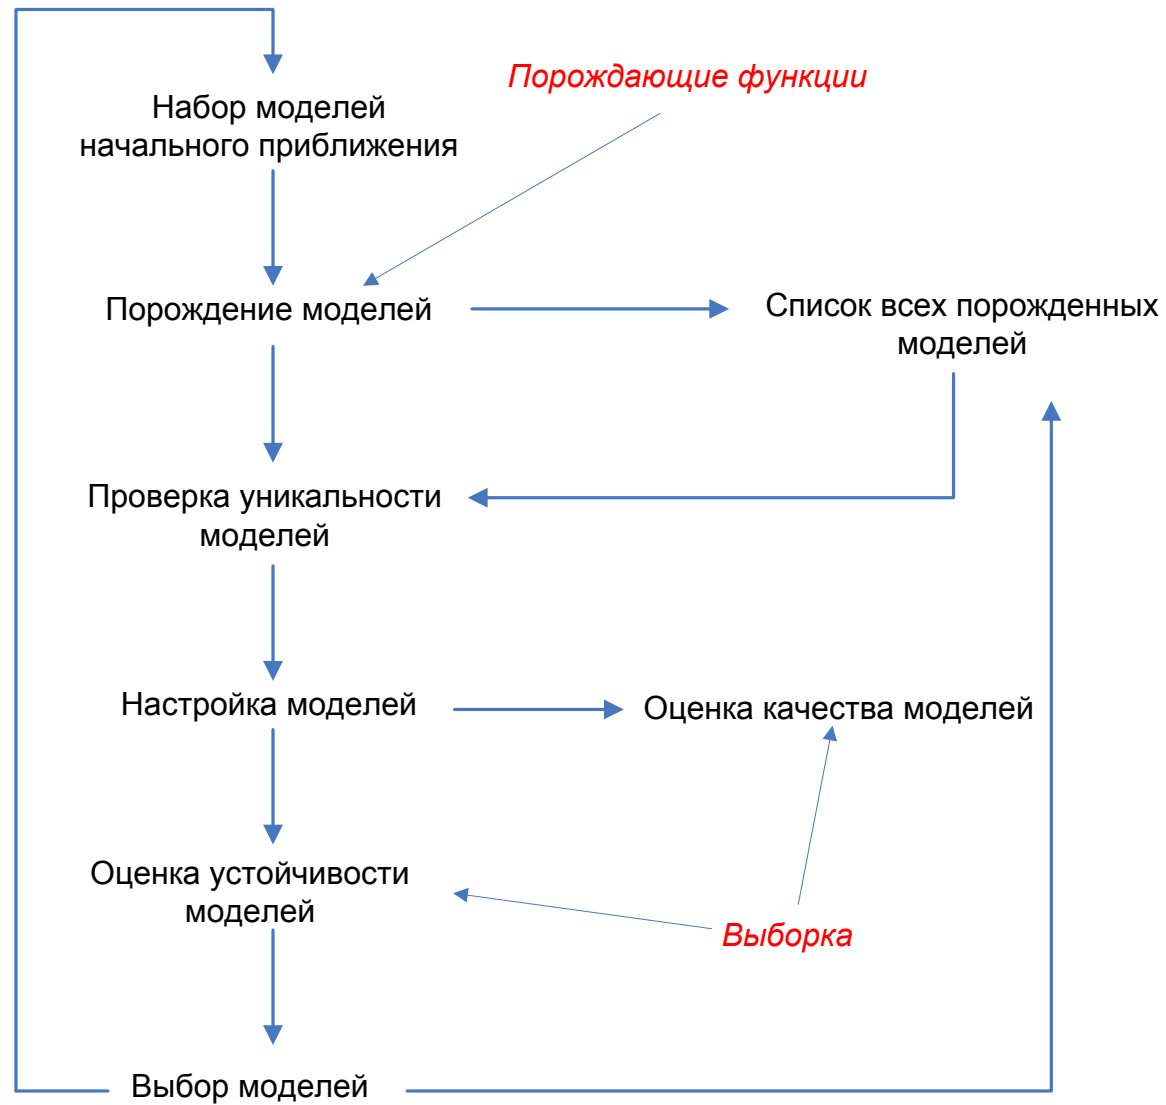 Порождающие функции
Набор моделей
начального приближения
Порождение моделей
Список всех порожденных
моделей
Проверка уникальности
моделей
Настройка моделей
Оценка качества моделей
Оценка устойчивости
моделей
Выборка
Выбор моделей